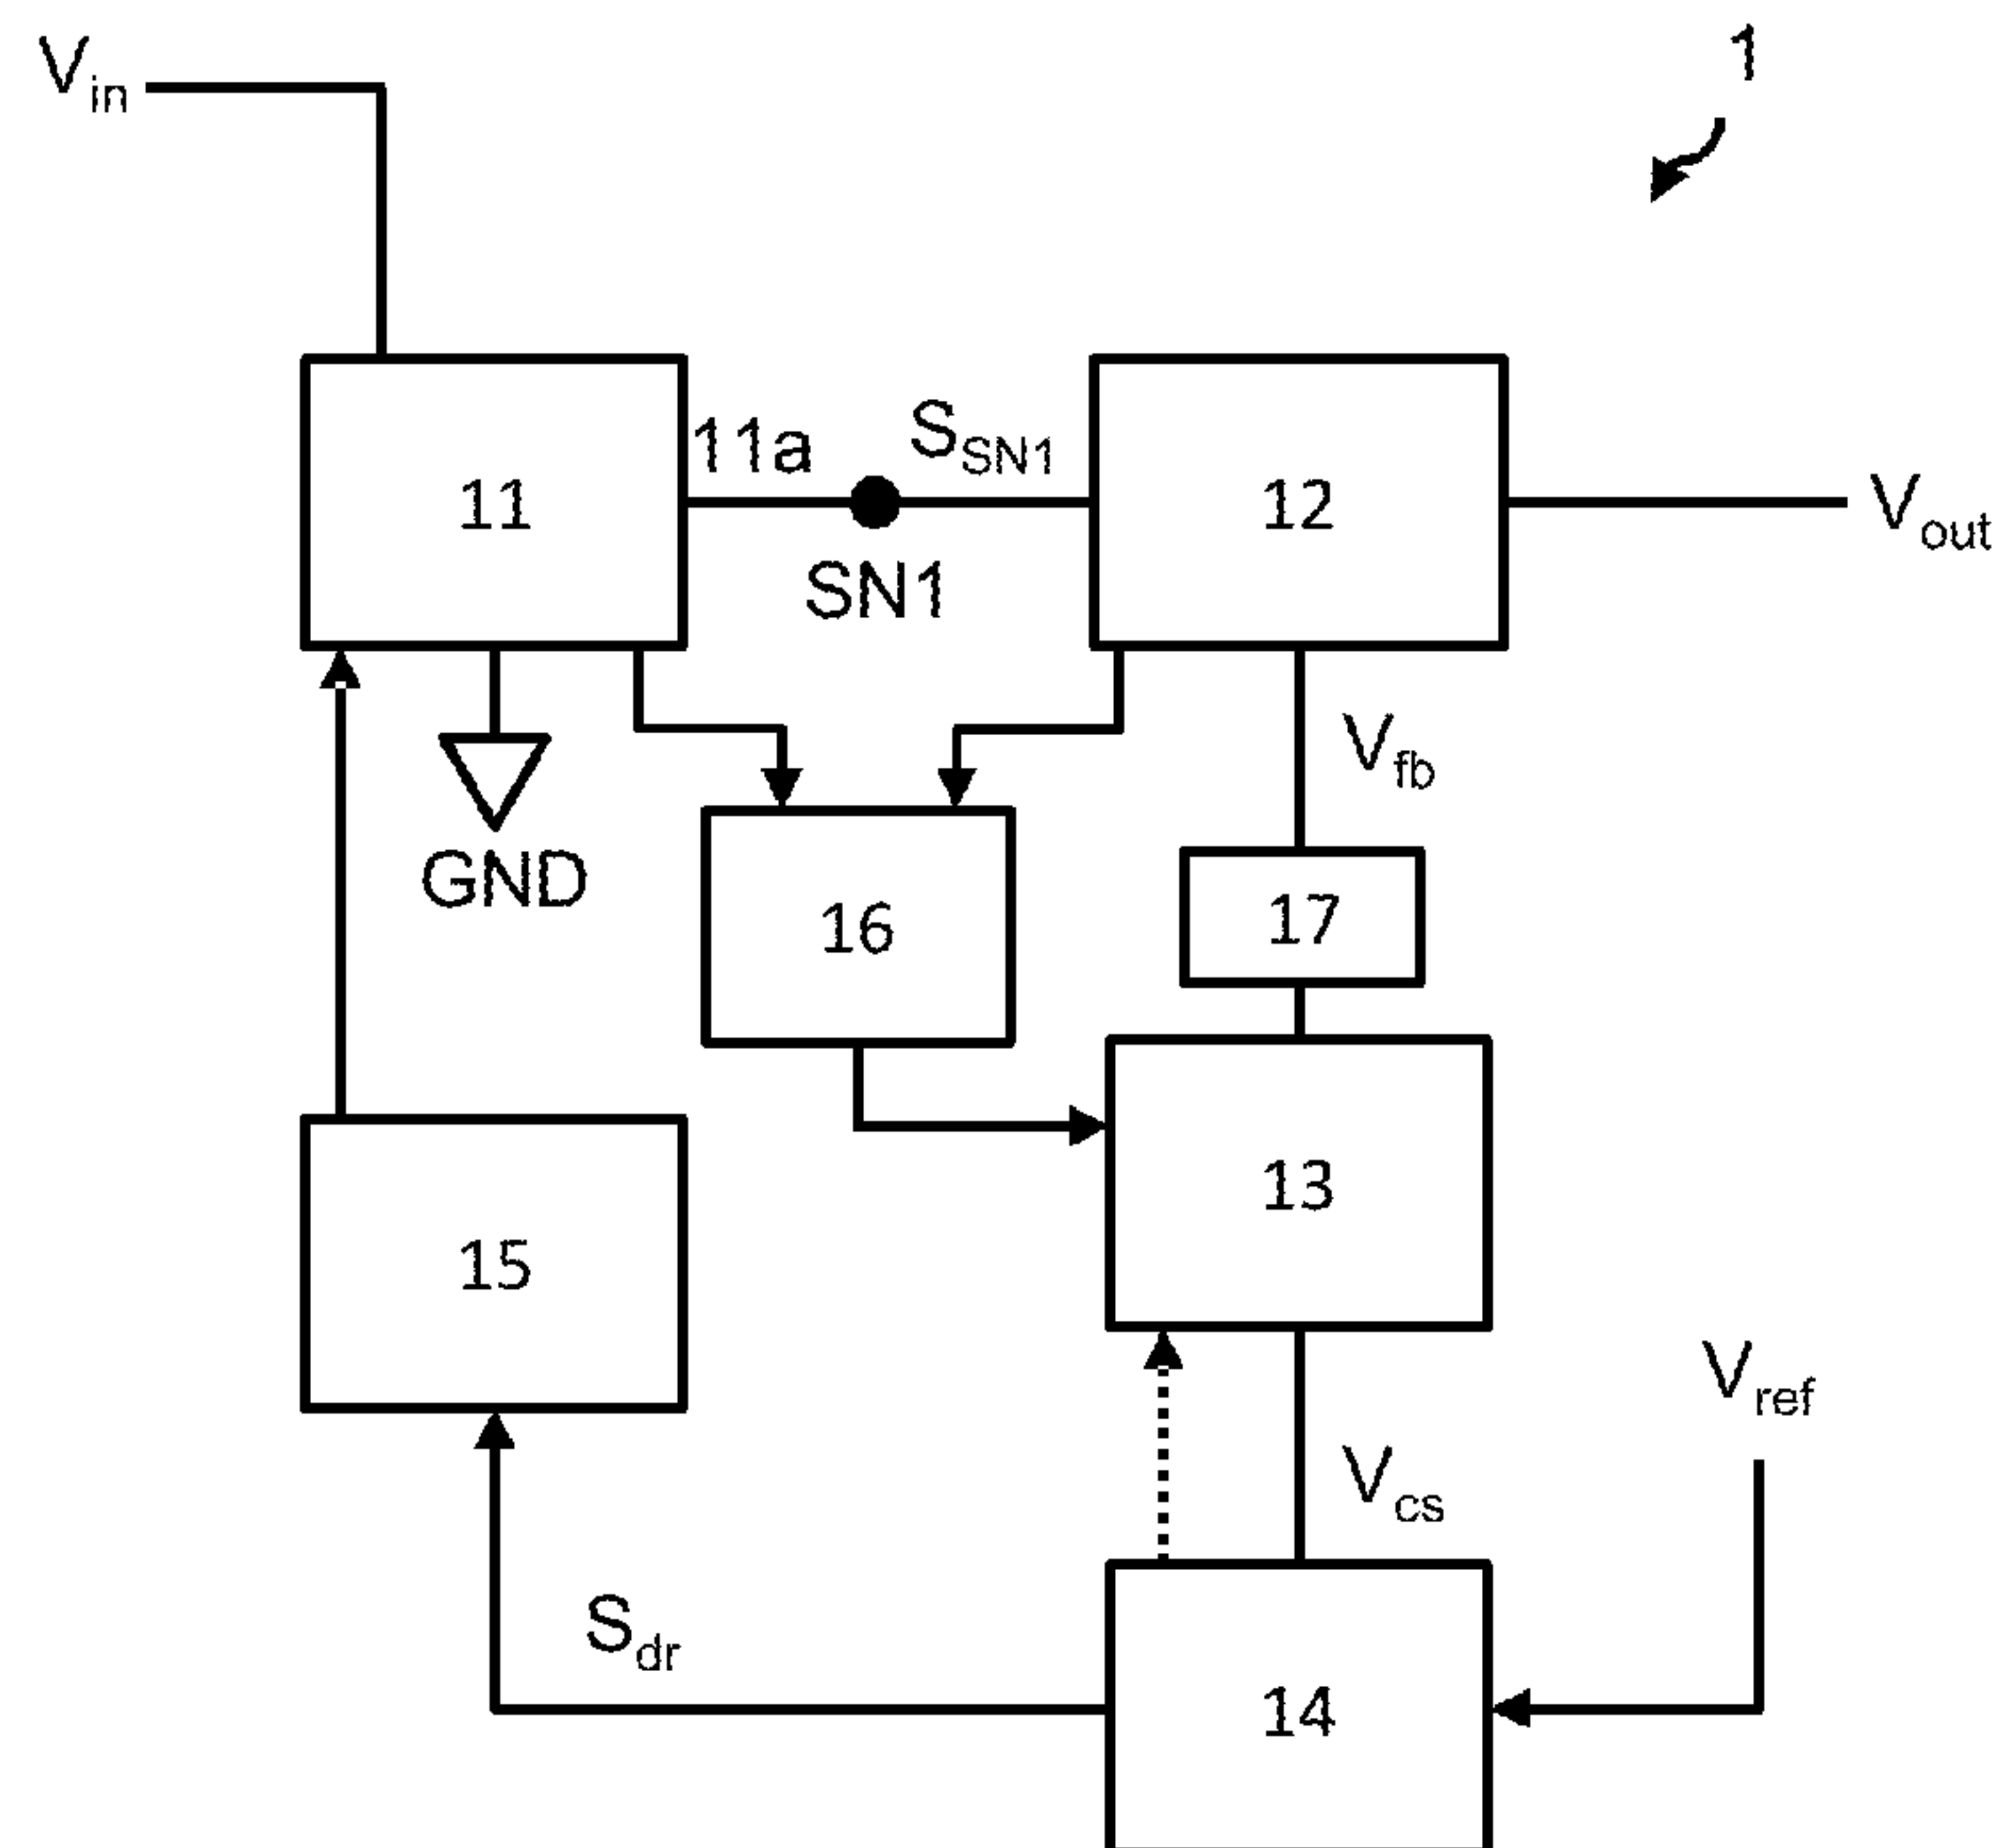 V_in
1
11a
S_SN1
11
12
V_out
SN1
V_fb
GND
16
17
13
15
V_ref
V_cs
S_dr
14